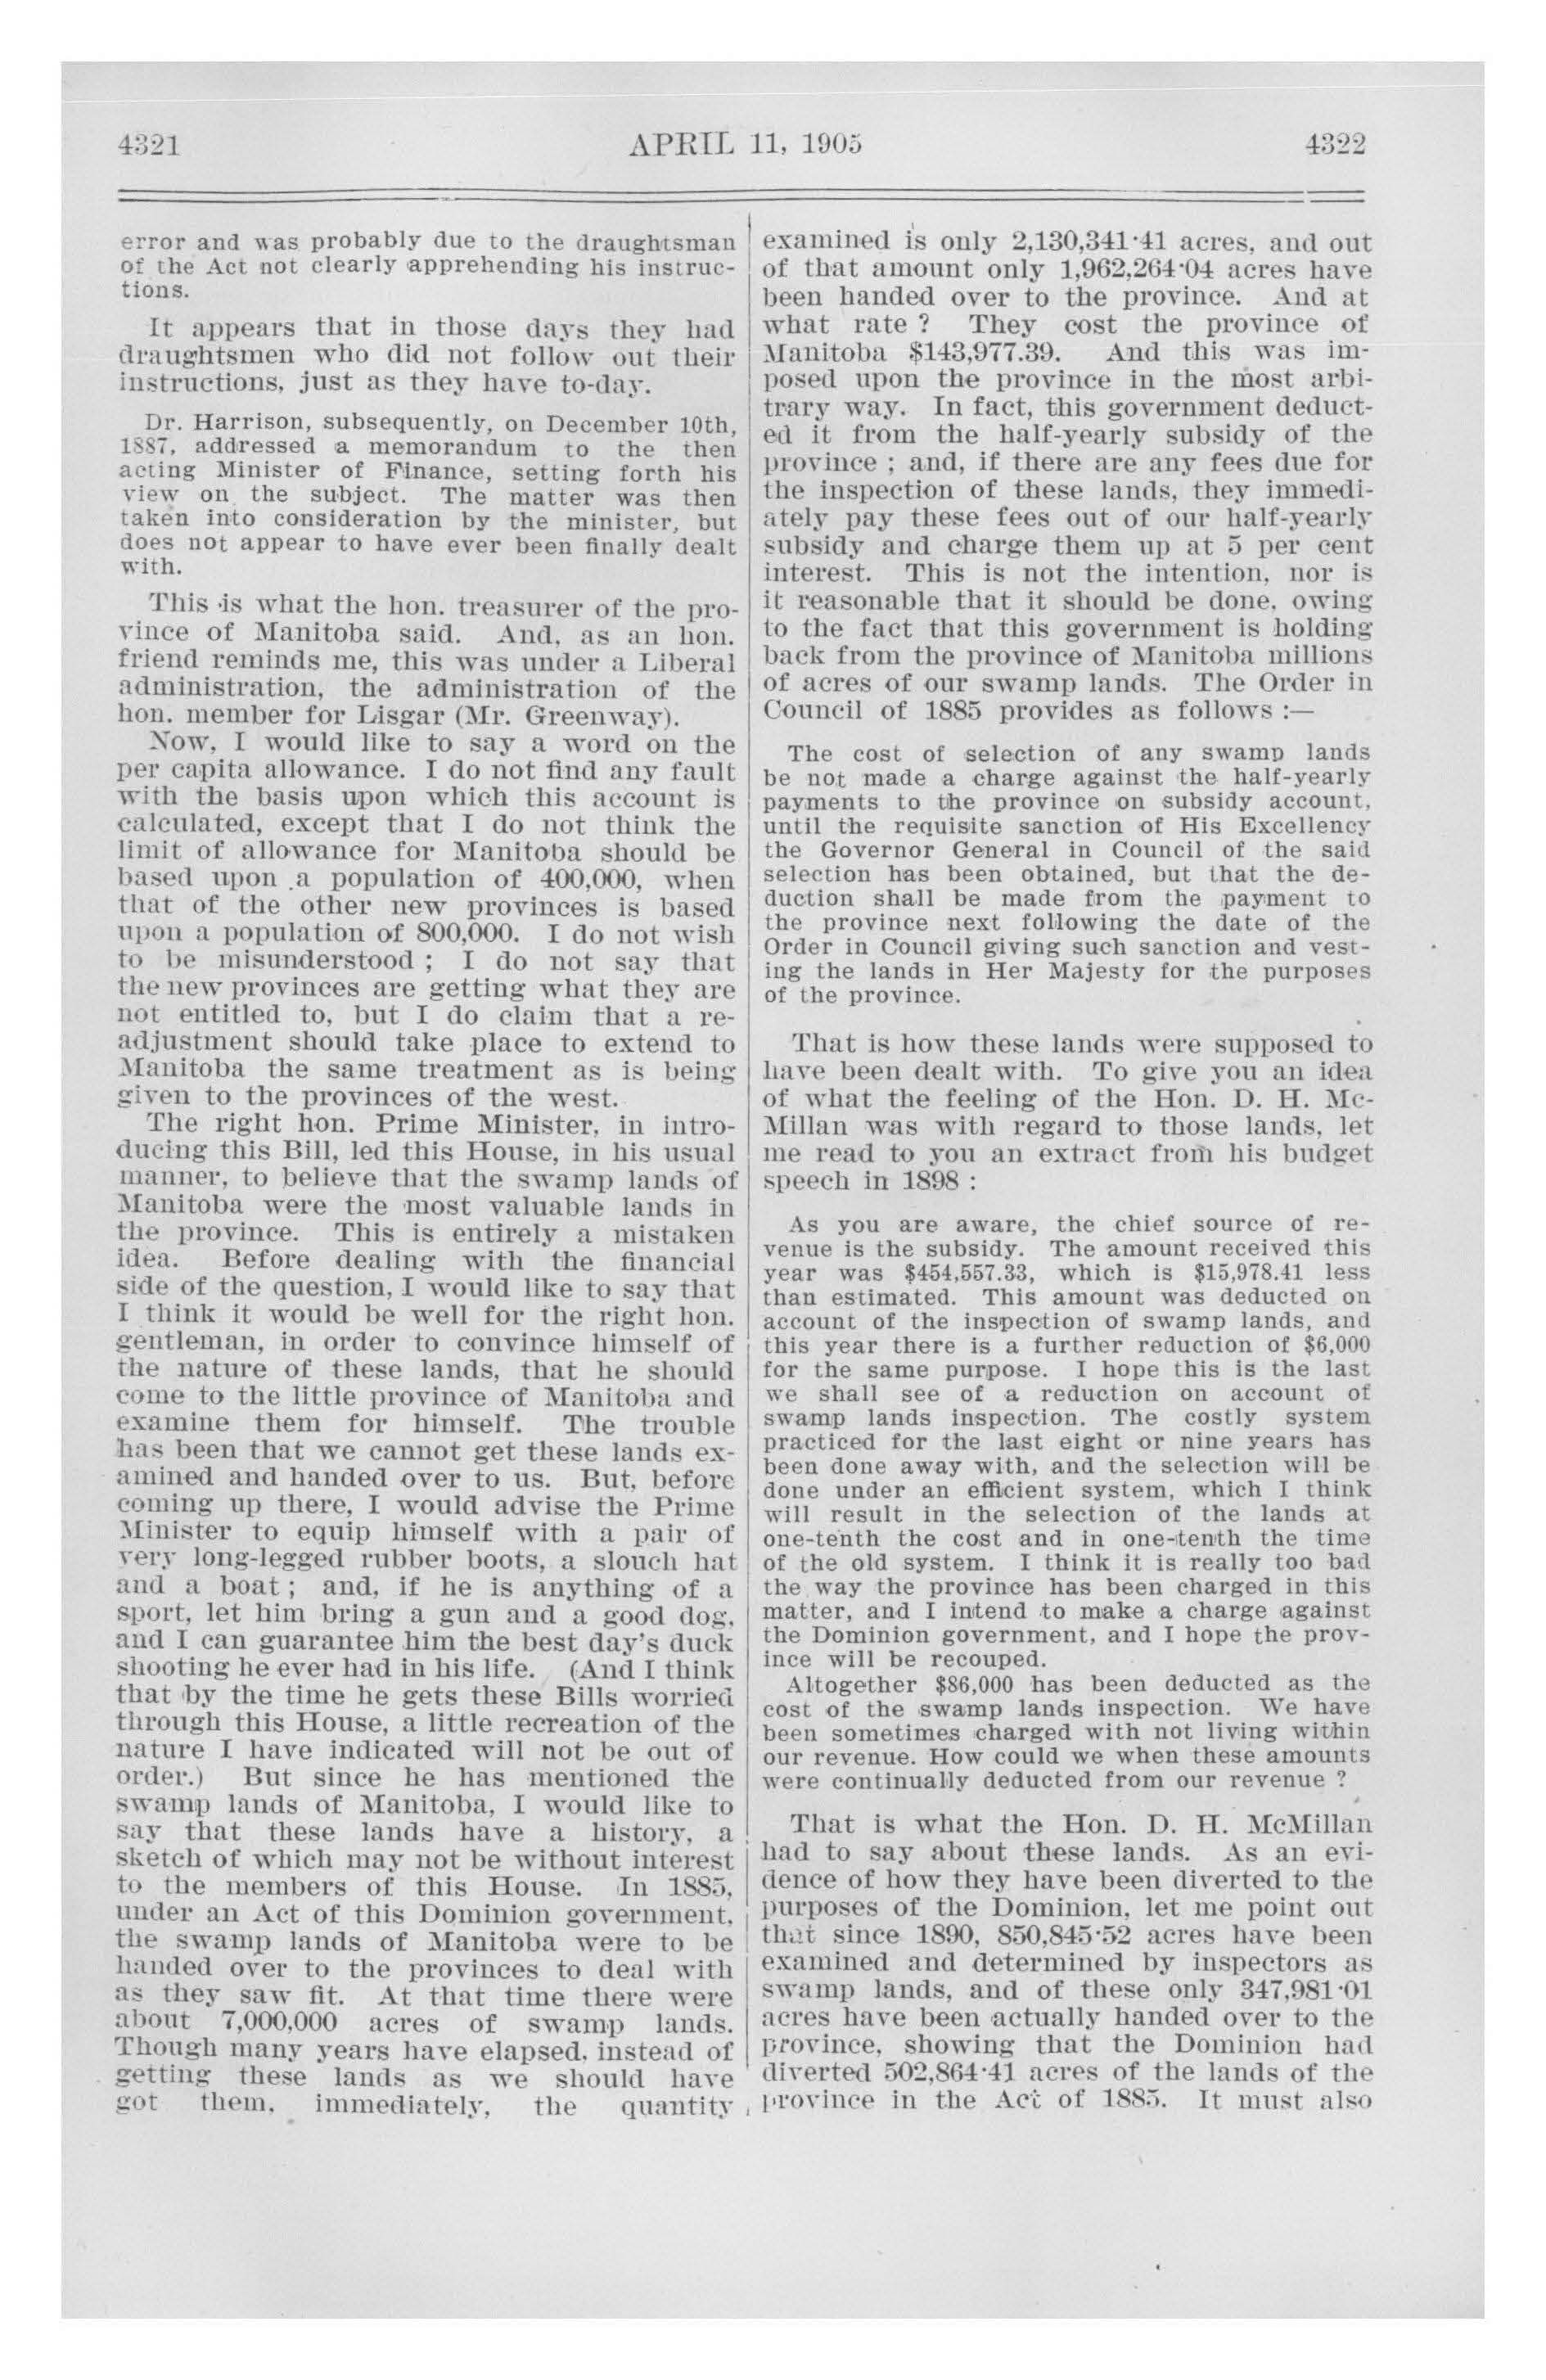 4321
APRIL 11, 1905
4322
error and was probably due to the draughtsman
of the Act not clearly apprehending his instruc-
tions.
It appears that in those days they had
draughtsmen who did not follow out their
instructions, just as they have to-day.
Dr. Harrison, subsequently, on December 10th,
1887, addressed a memorandum to the then
acting Minister of Finance, setting forth his
view on the subject. The matter was then
taken into consideration by the minister, but
does not appear to have ever been finally dealt
with.
This is what the hon. treasurer of the pro-
vince of Manitoba said. And, as an hon.
friend reminds me, this was under a Liberal
administration, the administration of the
hon. member for Lisgar (Mr. Greenway).
Now, I would like to say a word on the
per capita allowance. I do not find any fault
with the basis upon which this account is
calculated, except that I do not think the
limit of allowance for Manitoba should be
based upon a population of 400,000, when
that of the other new provinces is based
upon a population of 800,000. I do not wish
to be misunderstood ; I do not say that
the new provinces are getting what they are
not entitled to, but I do claim that a re-
adjustment should take place to extend to
Manitoba the same treatment as is being
given to the provinces of the west.
The right hon. Prime Minister, in intro-
ducing this Bill, led this House, in his usual
manner, to believe that the swamp lands of
Manitoba were the most valuable lands in
the province. This is entirely a mistaken
idea. Before dealing with the financial
side of the question, I would like to say that
I think it would be well for the right hon.
gentleman, in order to convince himself of
the nature of these lands, that he should
come to the little province of Manitoba and
examine them for himself. The trouble
has been that we cannot get these lands ex-
amined and handed over to us. But, before
coming up there, I would advise the Prime
Minister to equip himself with a pair of
very long-legged rubber boots, a slouch hat
and a boat ; and, if he is anything of a
sport, let him bring a gun and a good dog,
and I can guarantee him the best day's duck
shooting he ever had in his life. (And I think
that by the time he gets these Bills worried
through this House, a little recreation of the
nature I have indicated will not be out of
order.) But since he has mentioned the
swamp lands of Manitoba, I would like to
say that these lands have a history, a
sketch of which may not be without interest
to the members of this House. In 1885,
under an Act of this Dominion government,
the swamp lands of Manitoba were to be
handed over to the provinces to deal with
as they saw fit. At that time there were
about 7,000,000 acres of swamp lands.
Though many years have elapsed, instead of
getting these lands as we should have
got them, immediately, the quantity
examined is only 2,130,341·41 acres, and out
of that amount only 1,962,264·04 acres have
been handed over to the province. And at
what rate ? They cost the province of
Manitoba $143,977.39. And this was im-
posed upon the province in the most arbi-
trary way. In fact, this government deduct-
ed it from the half-yearly subsidy of the
province ; and, if there are any fees due for
the inspection of these lands, they immedi-
ately pay these fees out of our half-yearly
subsidy and charge them up at 5 per cent
interest. This is not the intention, nor is
it reasonable that it should be done, owing
to the fact that this government is holding
back from the province of Manitoba millions
of acres of our swamp lands. The Order in
Council of 1885 provides as follows :—
The cost of selection of any swamp lands
be not made a charge against the half-yearly
payments to the province on subsidy account,
until the requisite sanction of His Excellency
the Governor General in Council of the said
selection has been obtained, but that the de-
duction shall be made from the payment to
the province next following the date of the
Order in Council giving such sanction and vest-
ing the lands in Her Majesty for the purposes
of the province.
That is how these lands were supposed to
have been dealt with. To give you an idea
of what the feeling of the Hon. D. H. Mc-
Millan was with regard to those lands, let
me read to you an extract from his budget
speech in 1898 :
As you are aware, the chief source of re-
venue is the subsidy. The amount received this
year was $454,557.33, which is $15,978.41 less
than estimated. This amount was deducted on
account of the inspection of swamp lands, and
this year there is a further reduction of $6,000
for the same purpose. I hope this is the last
we shall see of a reduction on account of
swamp lands inspection. The costly system
practiced for the last eight or nine years has
been done away with, and the selection will be
done under an efficient system, which I think
will result in the selection of the lands at
one-tenth the cost and in one-tenth the time
of the old system. I think it is really too bad
the way the province has been charged in this
matter, and I intend to make a charge against
the Dominion government, and I hope the prov-
ince will be recouped.
Altogether $86,000 has been deducted as the
cost of the swamp lands inspection. We have
been sometimes charged with not living within
our revenue. How could we when these amounts
were continually deducted from our revenue ?
That is what the Hon. D. H. McMillan
had to say about these lands. As an evi-
dence of how they have been diverted to the
purposes of the Dominion, let me point out
that since 1890, 850,845·52 acres have been
examined and determined by inspectors as
swamp lands, and of these only 347,981·01
acres have been actually handed over to the
province, showing that the Dominion had
diverted 502,864·41 acres of the lands of the
province in the Act of 1885. It must also